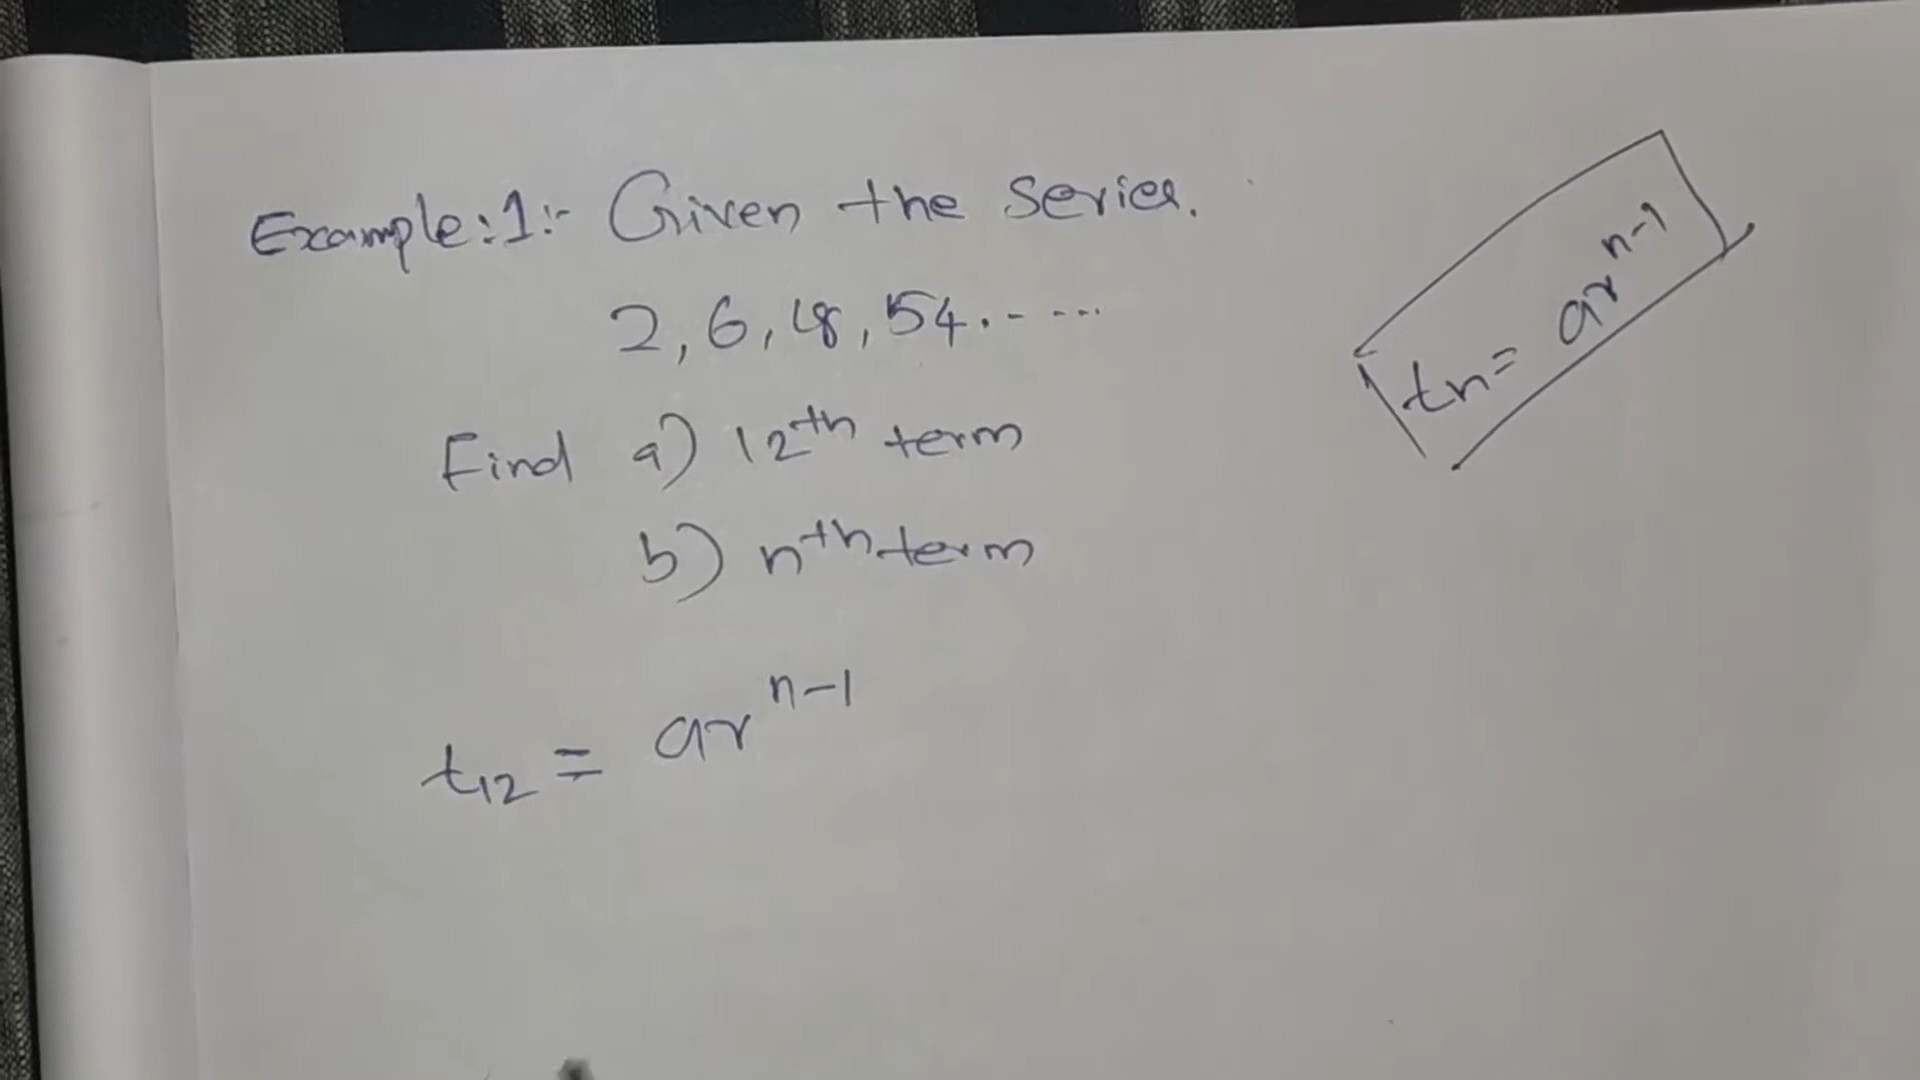 Example:1:- Given the Series.
2, 6, 18, 54.-----
Find a) 12th term
b) nth term
t12 = ar^n-1
tn = ar^n-1